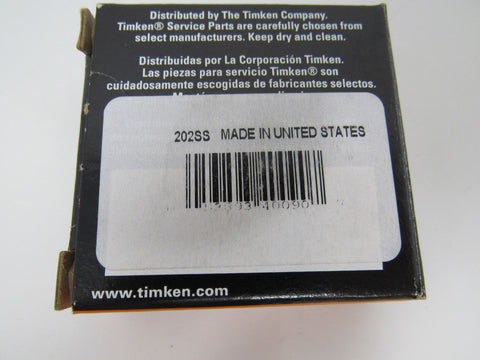 Distributed by The Timken Company.
Timken® Service Parts are carefully chosen from
select manufacturers. Keep dry and clean.
Distribuidas por La Corporación Timken.
Las piezas para servicio Timken® son
cuidadosamente escogidas de fabricantes selectos.
202SS MADE IN UNITED STATES
40090
www.timken.com